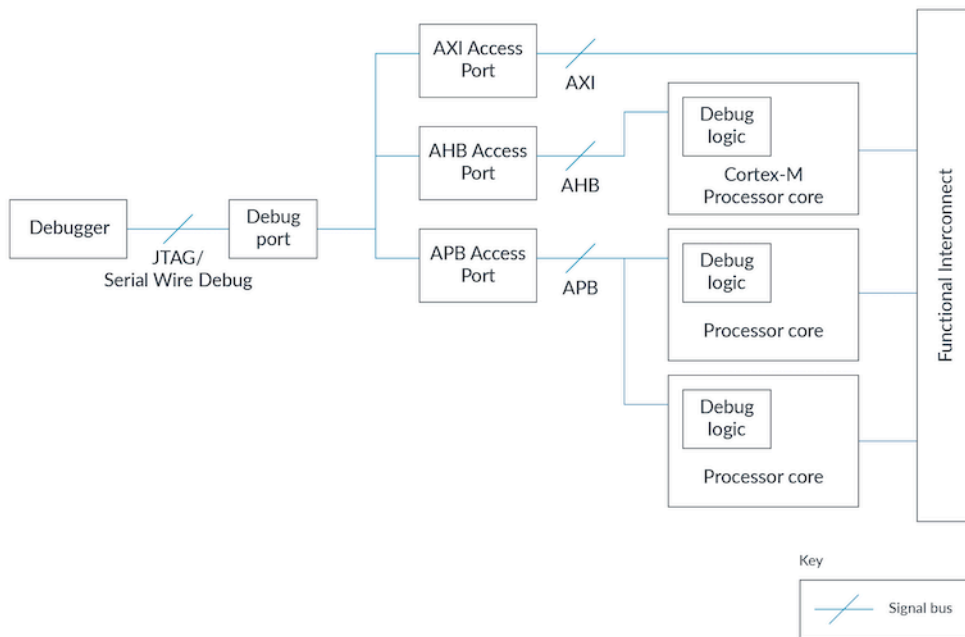 AXI Access
Port
AXI
Debug
logic
Cortex-M
Processor core
AHB Access
Port
AHB
Debugger
JTAG/
Serial Wire Debug
Debug
port
APB Access
Port
APB
Debug
logic
Processor core
Debug
logic
Processor core
Functional Interconnect
Key
Signal bus